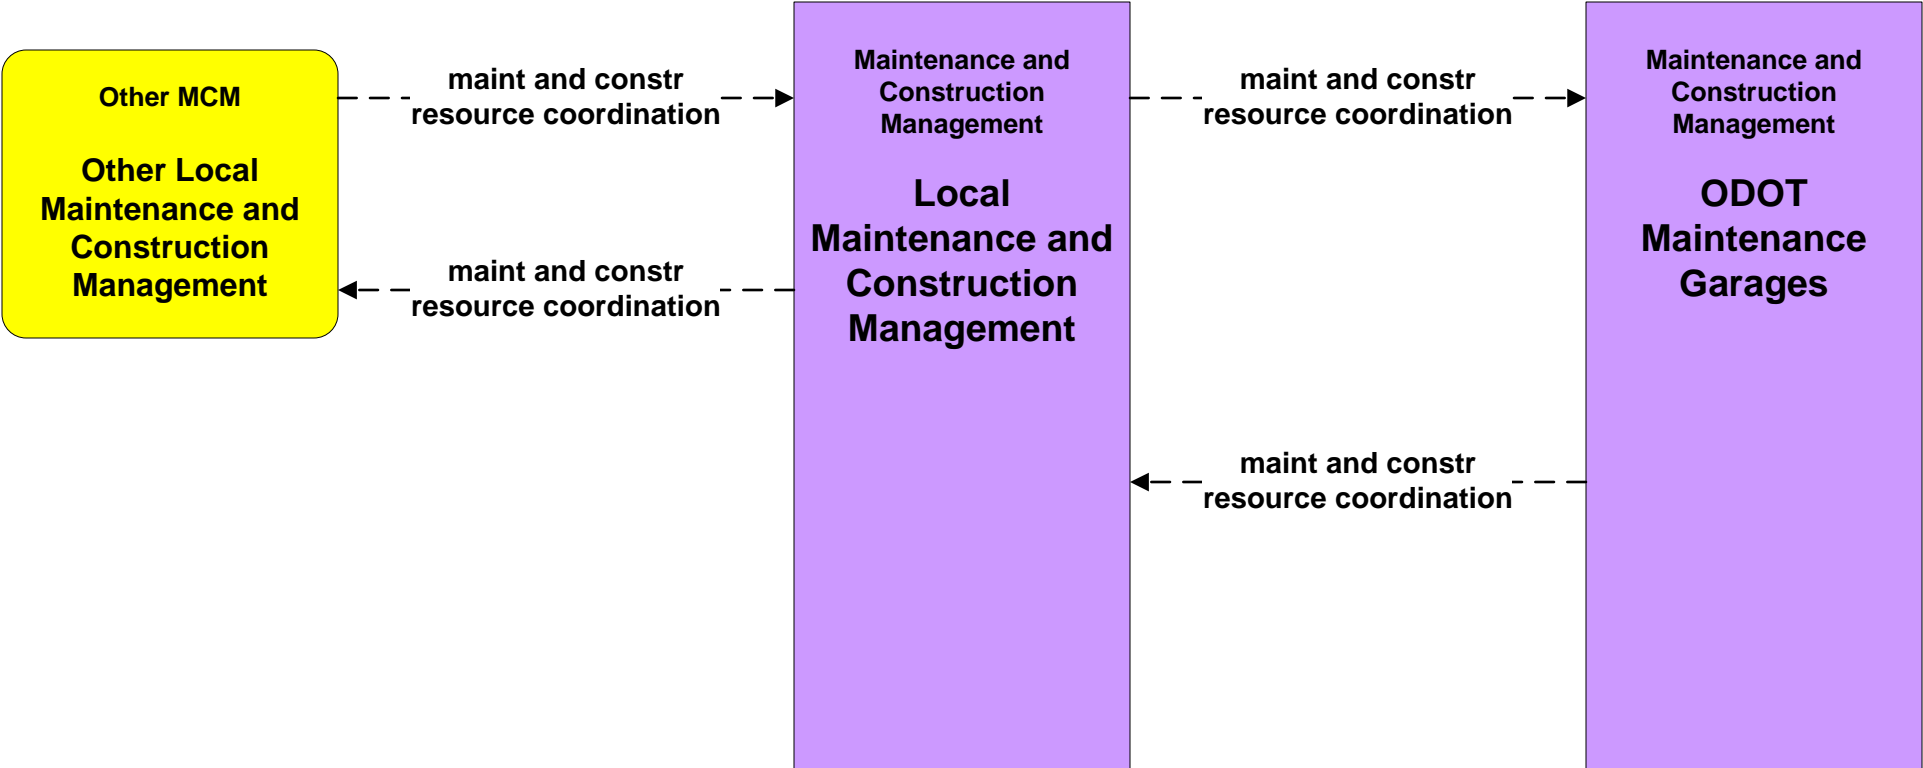 Other MCM
Other Local
Maintenance and
Construction
Management
maint and constr
resource coordination
maint and constr
resource coordination
Maintenance and
Construction
Management
Local
Maintenance and
Construction
Management
maint and constr
resource coordination
maint and constr
resource coordination
Maintenance and
Construction
Management
ODOT
Maintenance
Garages